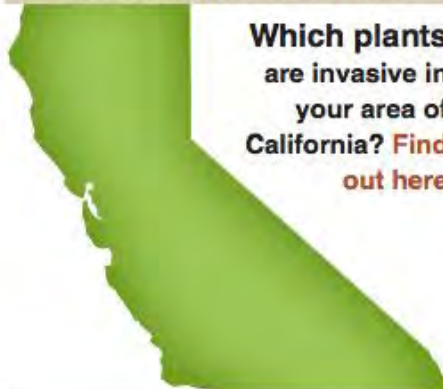 Which plants
are invasive in
your area of
California? Find
out here